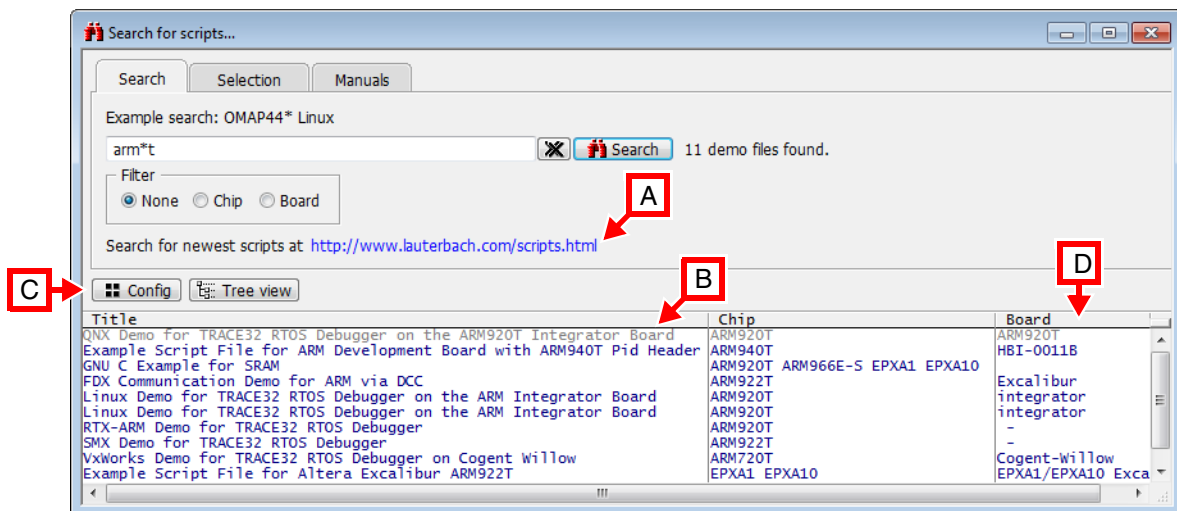 Search for scripts...
Search Selection Manuals
Example search: OMAP44* Linux
arm*t Search 11 demo files found.
Filter
None Chip Board
A
Search for newest scripts at http://www.lauterbach.com/scripts.html
B
D
C Config Tree view
Title Chip Board
QNX Demo for TRACE32 RTOS Debugger on the ARM920T Integrator Board ARM920T ARM920T
Example Script File for ARM Development Board with ARM940T Pid Header ARM940T HBI-0011B
GNU C Example for SRAM ARM920T ARM966E-S EPXA1 EPXA10
FDX Communication Demo for ARM via DCC ARM922T Excalibur
Linux Demo for TRACE32 RTOS Debugger on the ARM Integrator Board ARM920T integrator
Linux Demo for TRACE32 RTOS Debugger on the ARM Integrator Board ARM920T integrator
RTX-ARM Demo for TRACE32 RTOS Debugger ARM920T -
SMX Demo for TRACE32 RTOS Debugger ARM922T -
VxWorks Demo for TRACE32 RTOS Debugger on Cogent Willow ARM720T Cogent-Willow
Example Script File for Altera Excalibur ARM922T EPXA1 EPXA10 EPXA1/EPXA10 Exca